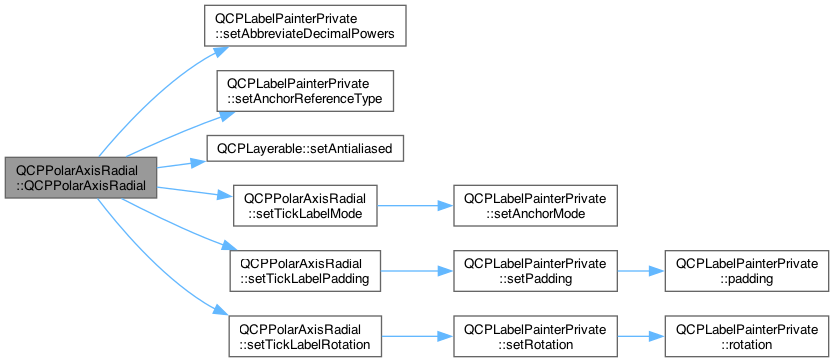 QCPLabelPainterPrivate
::setAbbreviateDecimalPowers
QCPLabelPainterPrivate
::setAnchorReferenceType
QCPLayerable::setAntialiased
QCPPolarAxisRadial
::QCPPolarAxisRadial
QCPPolarAxisRadial
::setTickLabelMode
QCPLabelPainterPrivate
::setAnchorMode
QCPPolarAxisRadial
::setTickLabelPadding
QCPLabelPainterPrivate
::setPadding
QCPLabelPainterPrivate
::padding
QCPPolarAxisRadial
::setTickLabelRotation
QCPLabelPainterPrivate
::setRotation
QCPLabelPainterPrivate
::rotation